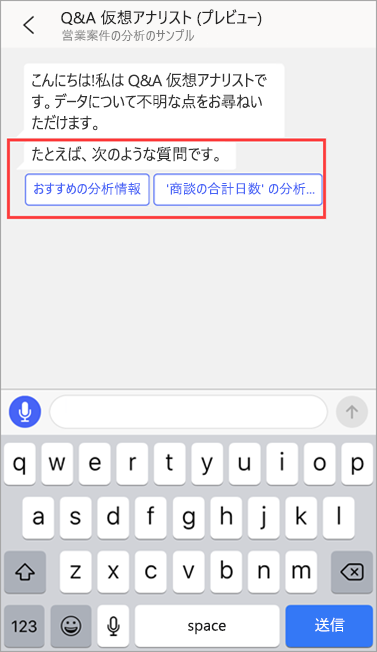 Q&A 仮想アナリスト (プレビュー)
営業案件の分析のサンプル
こんにちは!私は Q&A 仮想アナリストで
す。データについて不明な点をお尋ねい
ただけます。
たとえば、次のような質問です。
おすすめの分析情報
'商談の合計日数' の分析...
q w e r t y u i o p
a s d f g h j k l
z x c v b n m
123 space 送信